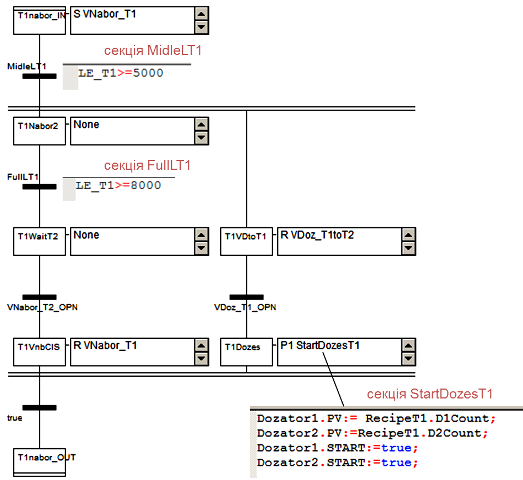 T1nabor_IN S VNabor_T1
секція MidleLT1
MidleLT1
LE_T1>=5000
T1Nabor2 None
секція FullLT1
FullLT1
LE_T1>=8000
T1WaitT2 None T1VDtoT1 R VDoz_T1toT2
VNabor_T2_OPN VDoz_T1_OPN
T1VnbCIS R VNabor_T1 T1Dozes P1 StartDozesT1
секція StartDozesT1
true
Dozator1.PV:= RecipeT1.D1Count;
Dozator2.PV:=RecipeT1.D2Count;
Dozator1.START:=true;
Dozator2.START:=true;
T1nabor_OUT